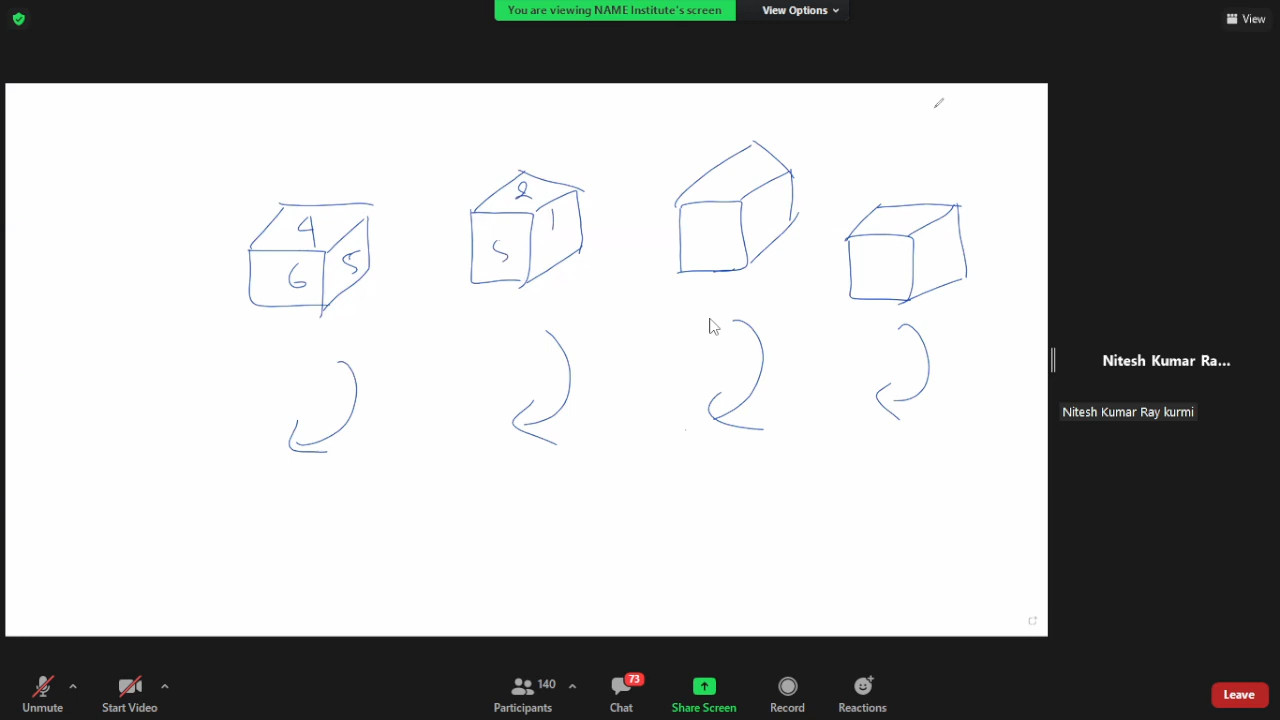 You are viewing NAME Institute's screen
View Options
View
4
6
5
2
5
1
Nitesh Kumar Ra...
Nitesh Kumar Ray kurmi
Unmute
Start Video
140
Participants
73
Chat
Share Screen
Record
Reactions
Leave